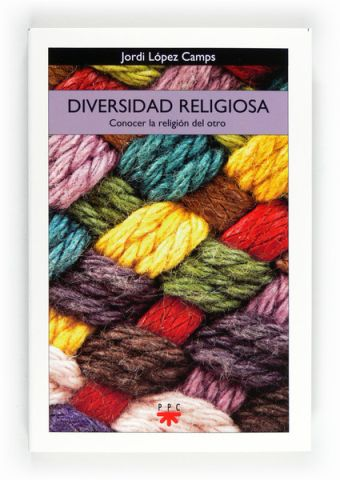 Jordi López Camps
DIVERSIDAD RELIGIOSA
Conocer la religión del otro
PPC